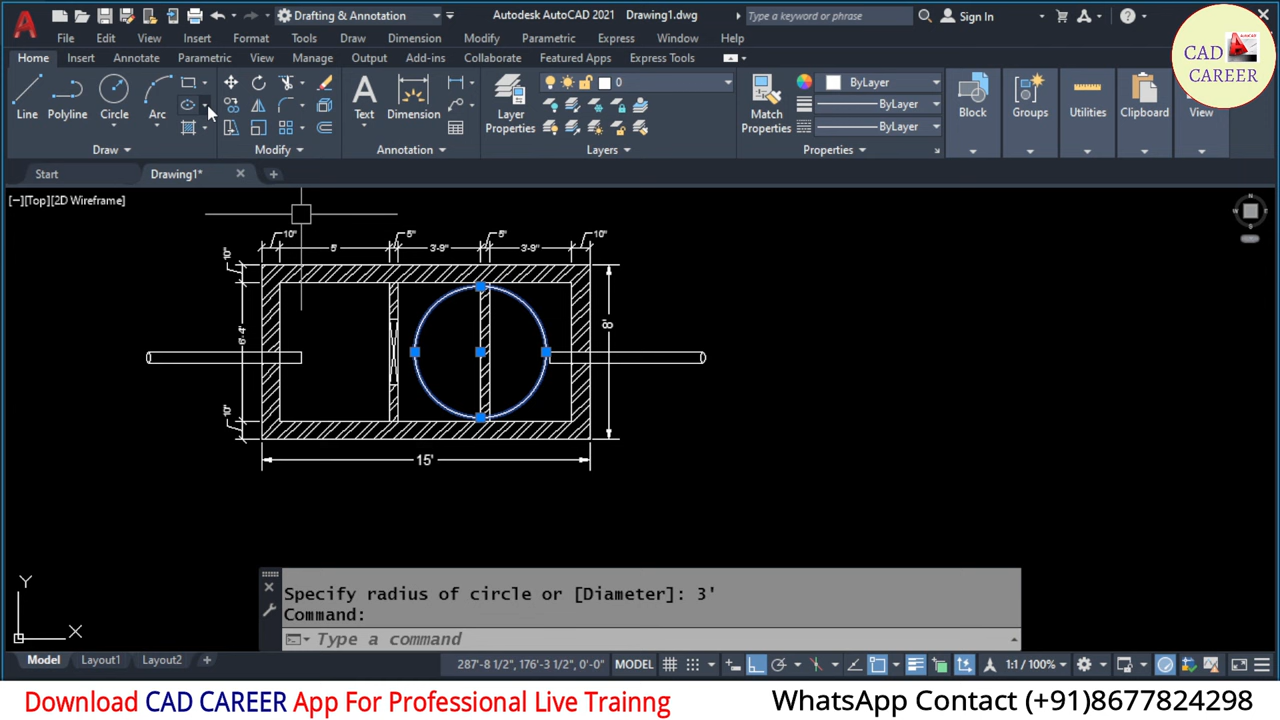 Drafting & Annotation
Autodesk AutoCAD 2021 Drawing1.dwg
Type a keyword or phrase
Sign In
File Edit View Insert Format Tools Draw Dimension Modify Parametric Express Window Help
Home Insert Annotate Parametric View Manage Output Add-ins Collaborate Featured Apps Express Tools
CAD
CAREER
Line Polyline Circle Arc
Text Dimension
Layer
Properties
0
Match
Properties
ByLayer
ByLayer
ByLayer
Block Groups Utilities Clipboard View
Draw Modify Annotation Layers Properties
Start Drawing1*
[−][Top][2D Wireframe]
N
W
E
S
10" 5" 5" 10"
5' 3'-9" 3'-9"
10"
6'-4"
8'
10"
15'
Specify radius of circle or [Diameter]: 3'
Command:
Type a command
Y
X
Model Layout1 Layout2
287'-8 1/2", 176'-3 1/2", 0'-0" MODEL 1:1 / 100%
Download CAD CAREER App For Professional Live Trainng
WhatsApp Contact (+91)8677824298